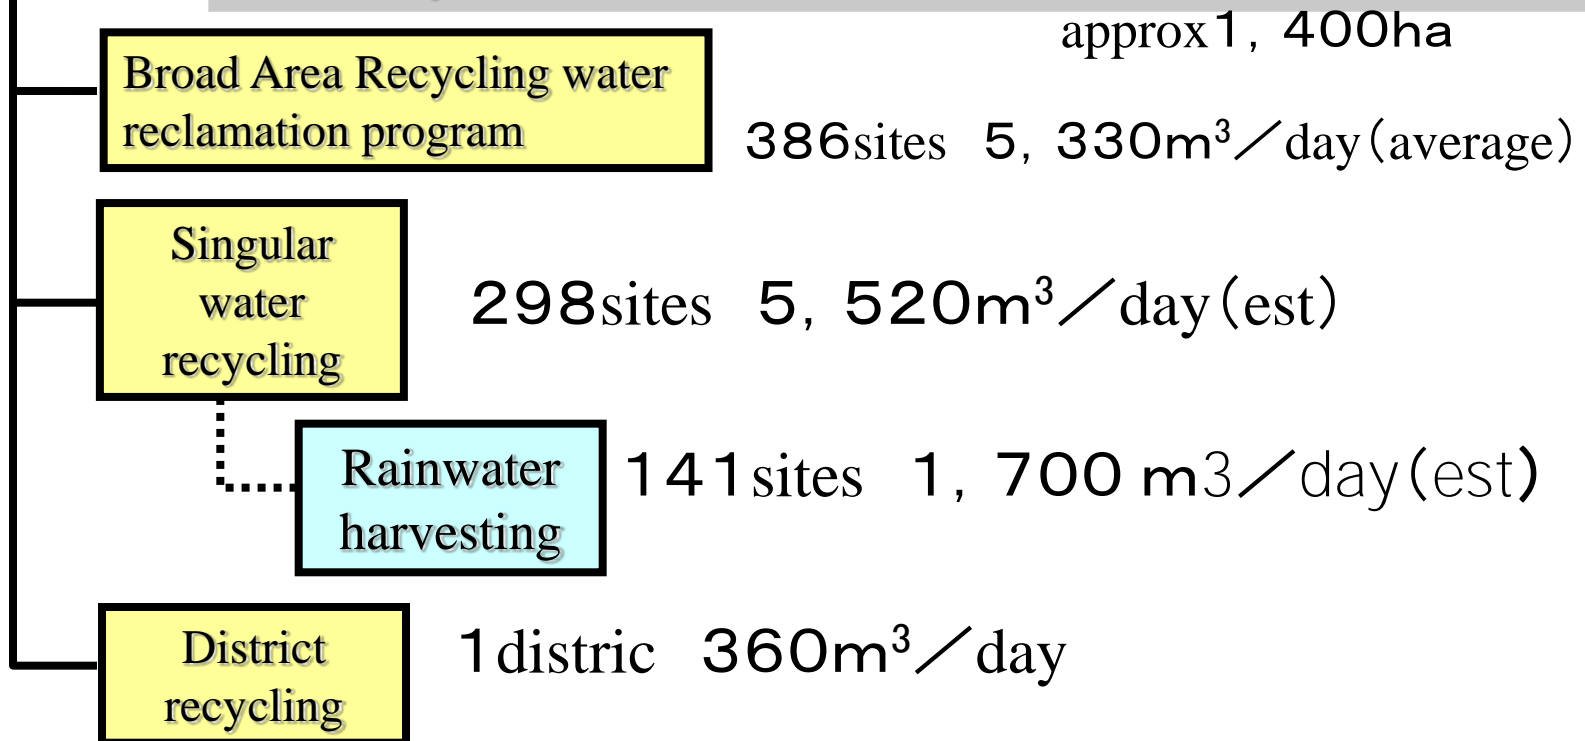 approx1, 400ha
Broad Area Recycling water
reclamation program
386sites 5, 330m³／day(average)
Singular
water
recycling
298sites 5, 520m³／day(est)
Rainwater
harvesting
141sites 1, 700 m3／day(est)
District
recycling
1distric 360m³／day